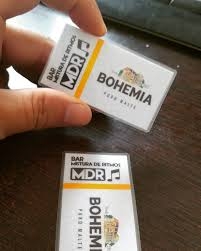 BAR
MISTURA DE RITMOS
MDR
BOHEMIA
PURO MALTE
BAR
MISTURA DE RITMOS
MDR
BOHEMIA
PURO MALTE